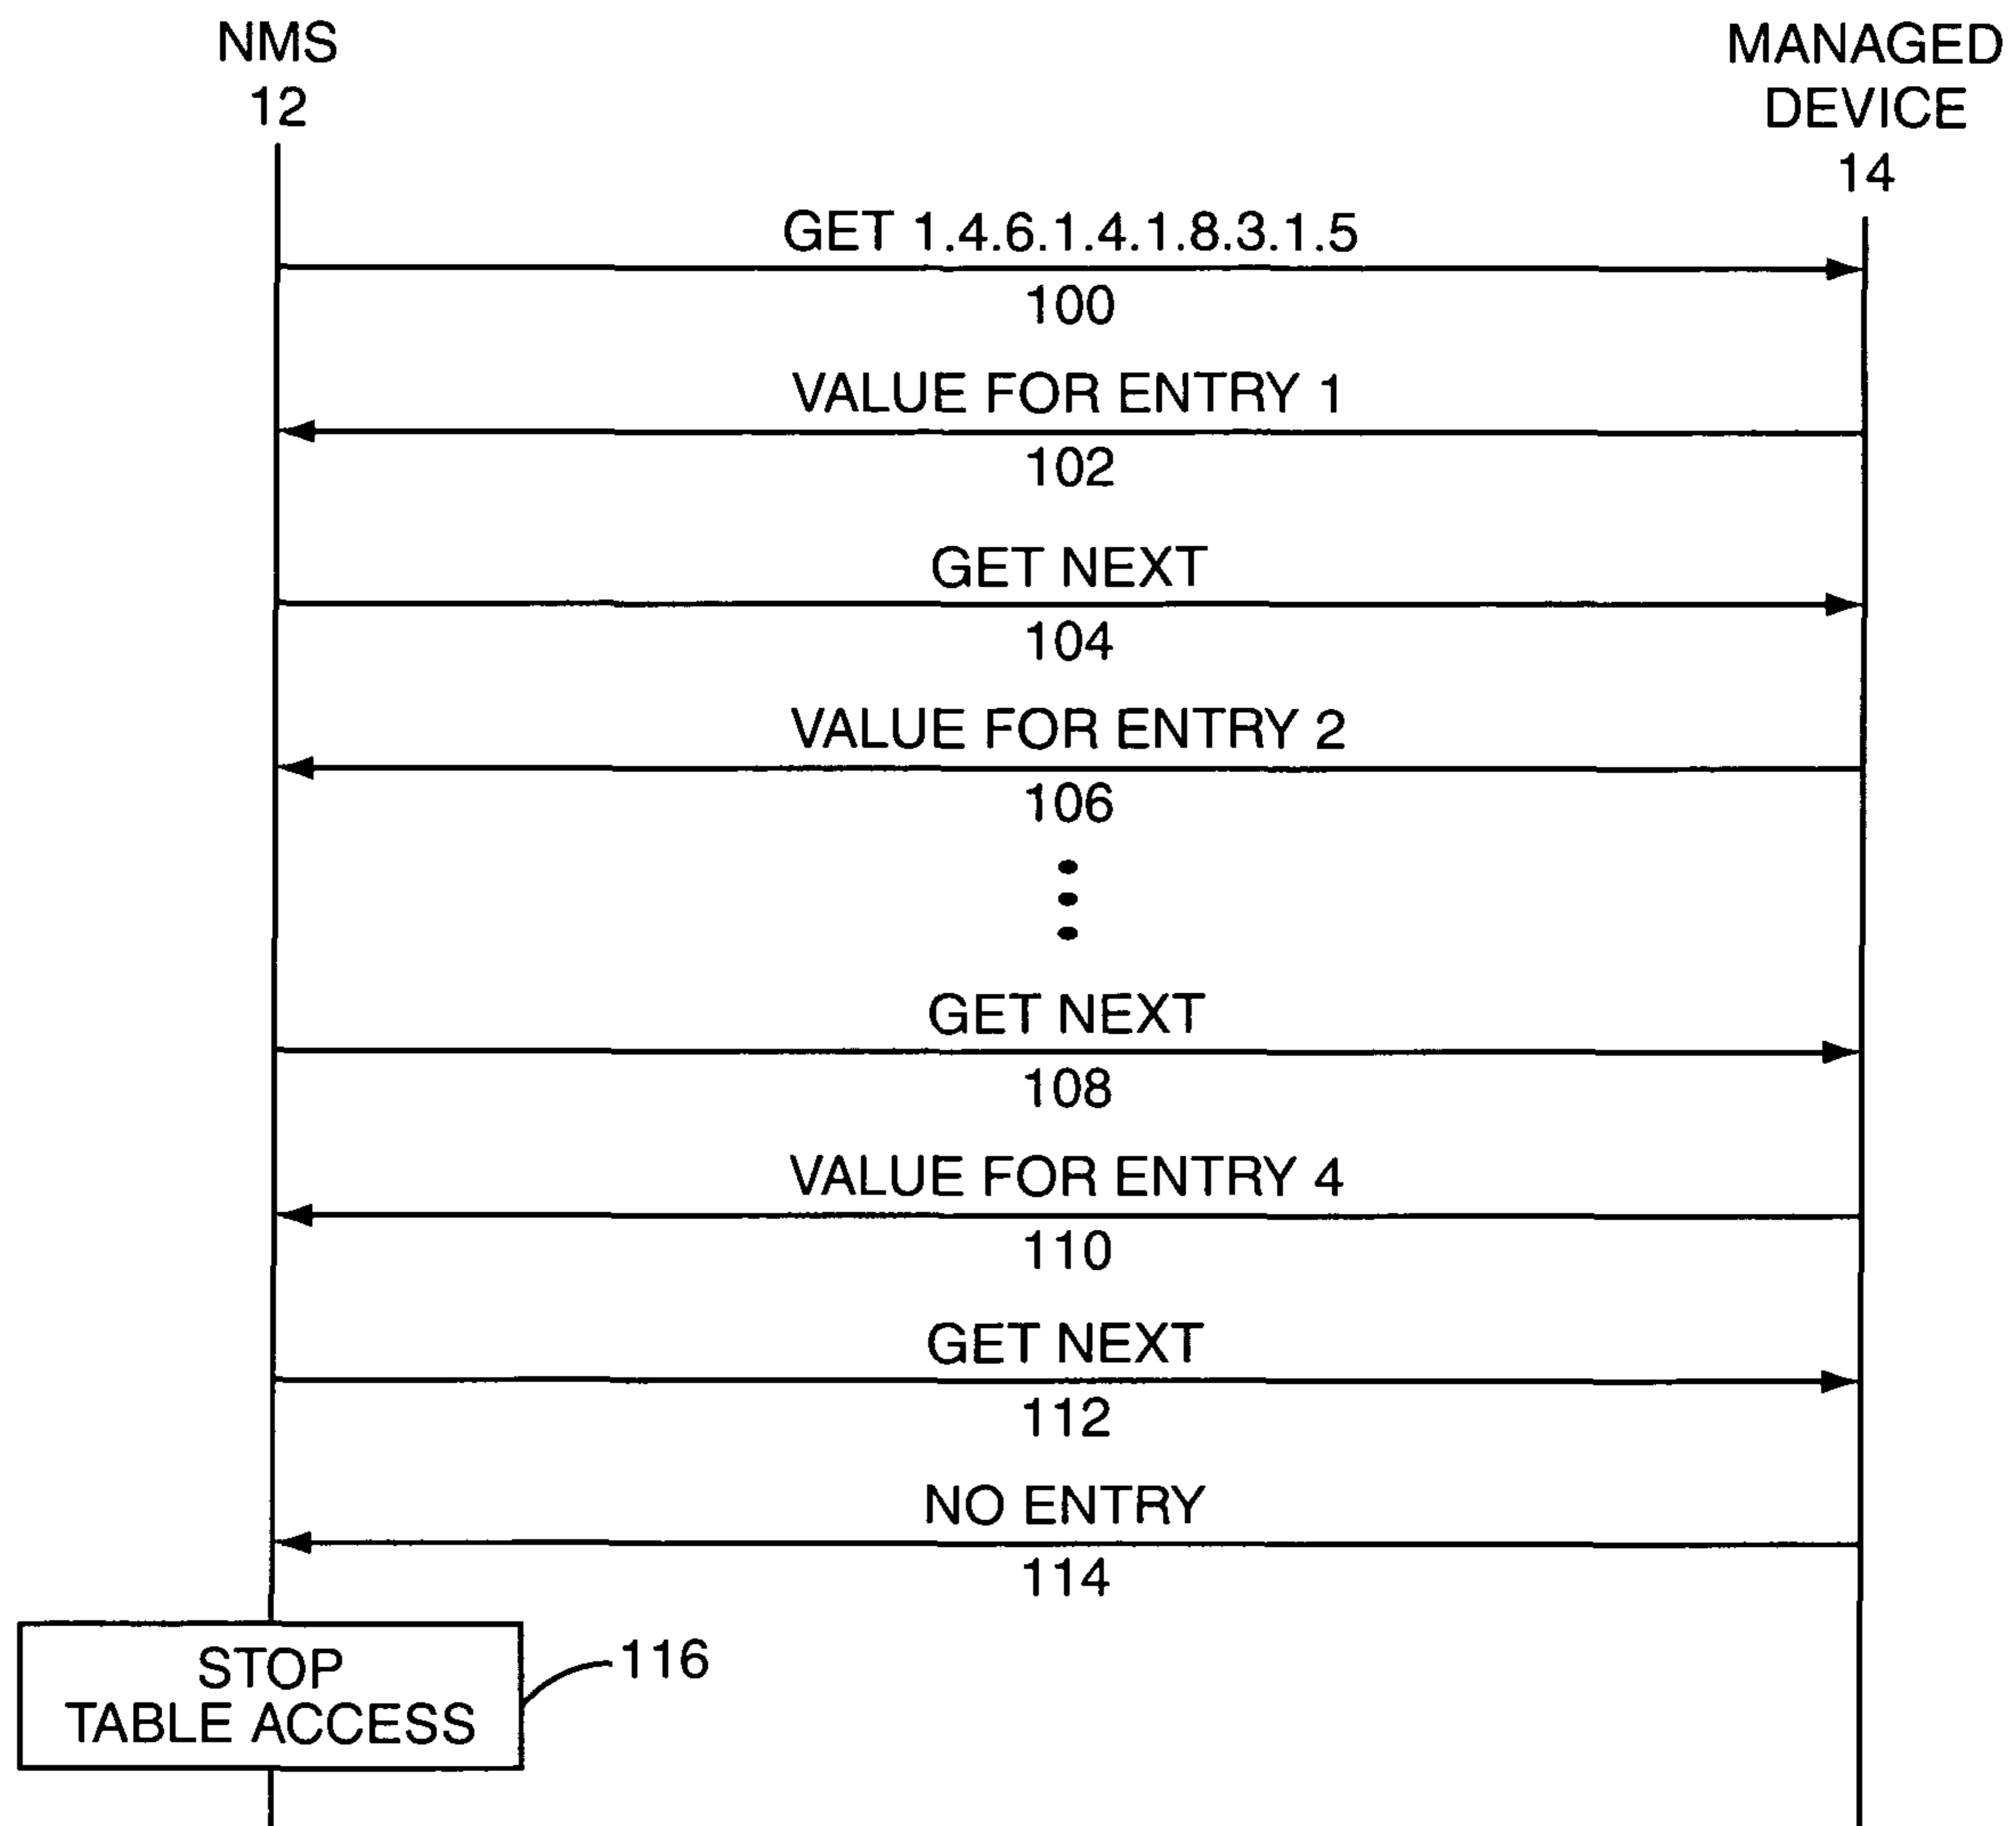 NMS
12
MANAGED
DEVICE
14
GET 1.4.6.1.4.1.8.3.1.5
100
VALUE FOR ENTRY 1
102
GET NEXT
104
VALUE FOR ENTRY 2
106
GET NEXT
108
VALUE FOR ENTRY 4
110
GET NEXT
112
NO ENTRY
114
STOP
TABLE ACCESS
116